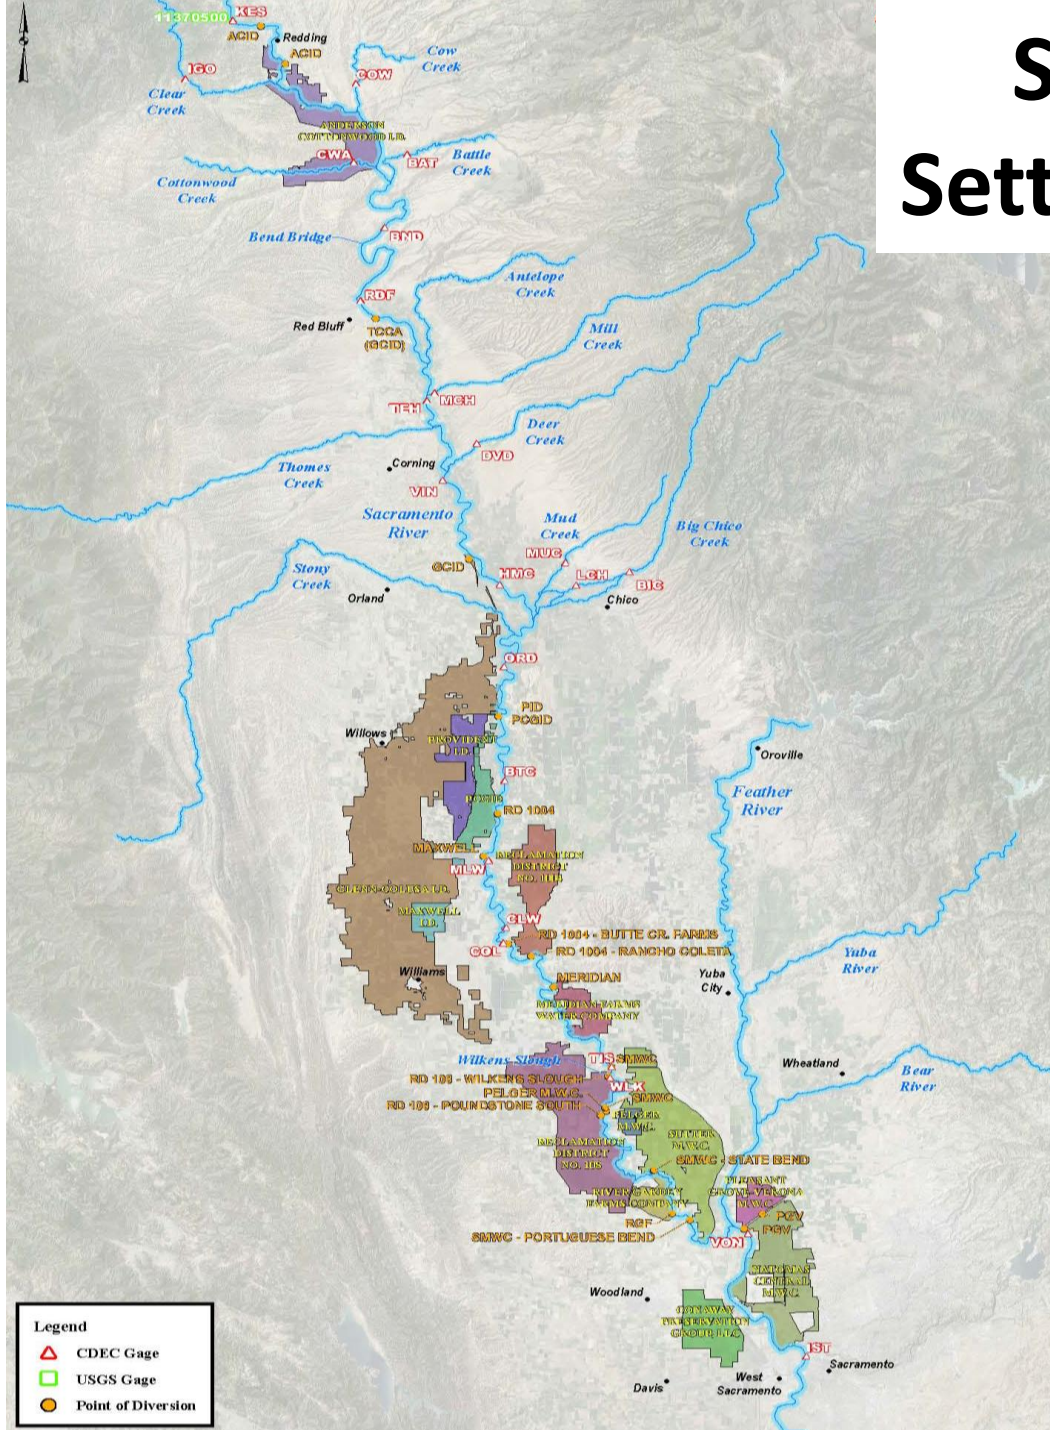 S
Sett
11370500
KES
ACID
Redding
ACID
IGO
COW
Cow
Creek
Clear
Creek
ANDERSON
COTTONWOOD I.D.
CWA
BAT
Battle
Creek
Cottonwood
Creek
Bend Bridge
BND
Antelope
Creek
RDF
Red Bluff
TCCA
(GCID)
Mill
Creek
MCH
TEH
Deer
Creek
DVD
Corning
Thomes
Creek
VIN
Sacramento
River
Mud
Creek
Big Chico
Creek
MUC
GCID
Stony
Creek
HMC
LCH
BIC
Orland
Chico
ORD
PID
PCGID
Willows
PROVIDENT
I.D.
Oroville
BTC
Feather
River
PCGID
RD 1004
MAXWELL
RECLAMATION
DISTRICT
MLW
GLENN-COLUSA I.D.
MAXWELL
I.D.
CLW
RD 1004 - BUTTE CR. FARMS
COL
RD 1004 - RANCHO COLETA
Yuba
River
Williams
Yuba
City
MERIDIAN
MERIDIAN FARMS
WATER COMPANY
Wilkens Slough
TIS
SMWC
Wheatland
Bear
River
RD 108 - WILKENS SLOUGH
WLK
PELGER M.W.C.
SMWC
RD 108 - POUNDSTONE SOUTH
PELGER
M.W.C.
SUTTER
M.W.C.
RECLAMATION
DISTRICT
NO. 108
SMWC - STATE BEND
PLEASANT
GROVE-VERONA
M.W.C.
RIVER GARDEN
FARMS COMPANY
RGF
PGV
PGV
SMWC - PORTUGUESE BEND
VON
NATOMAS
CENTRAL
M.W.C.
Woodland
CONAWAY
PRESERVATION
GROUP, LLC
IST
Sacramento
West
Sacramento
Davis
Legend
CDEC Gage
USGS Gage
Point of Diversion